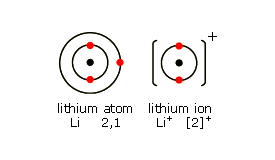 +
lithium atom lithium ion
Li 2,1 Li⁺ [2]⁺